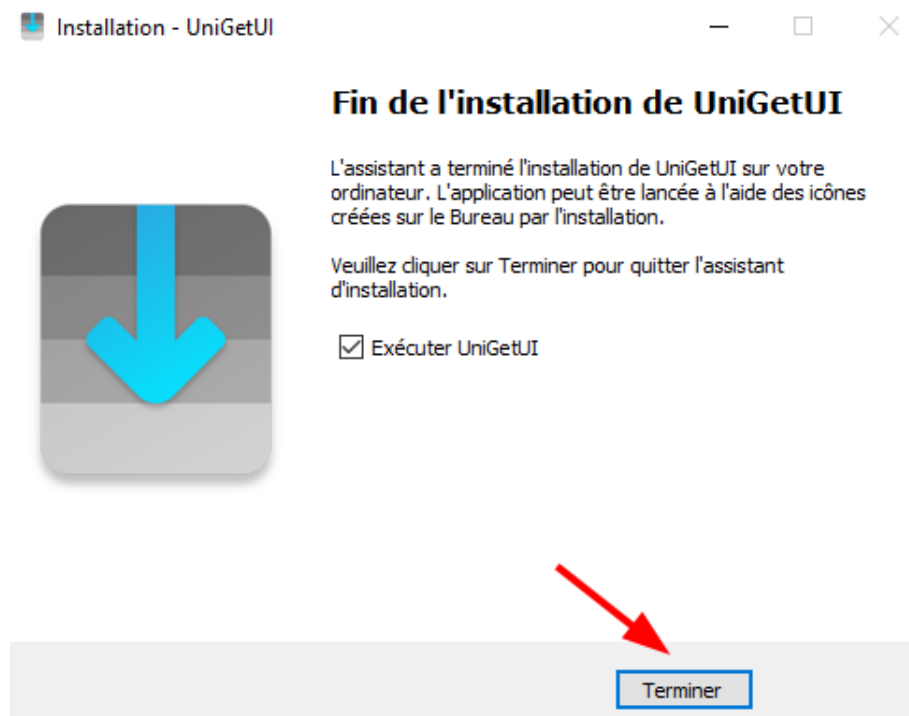 Installation - UniGetUI
Fin de l'installation de UniGetUI
L'assistant a terminé l'installation de UniGetUI sur votre
ordinateur. L'application peut être lancée à l'aide des icônes
créées sur le Bureau par l'installation.
Veuillez cliquer sur Terminer pour quitter l'assistant
d'installation.
Exécuter UniGetUI
Terminer